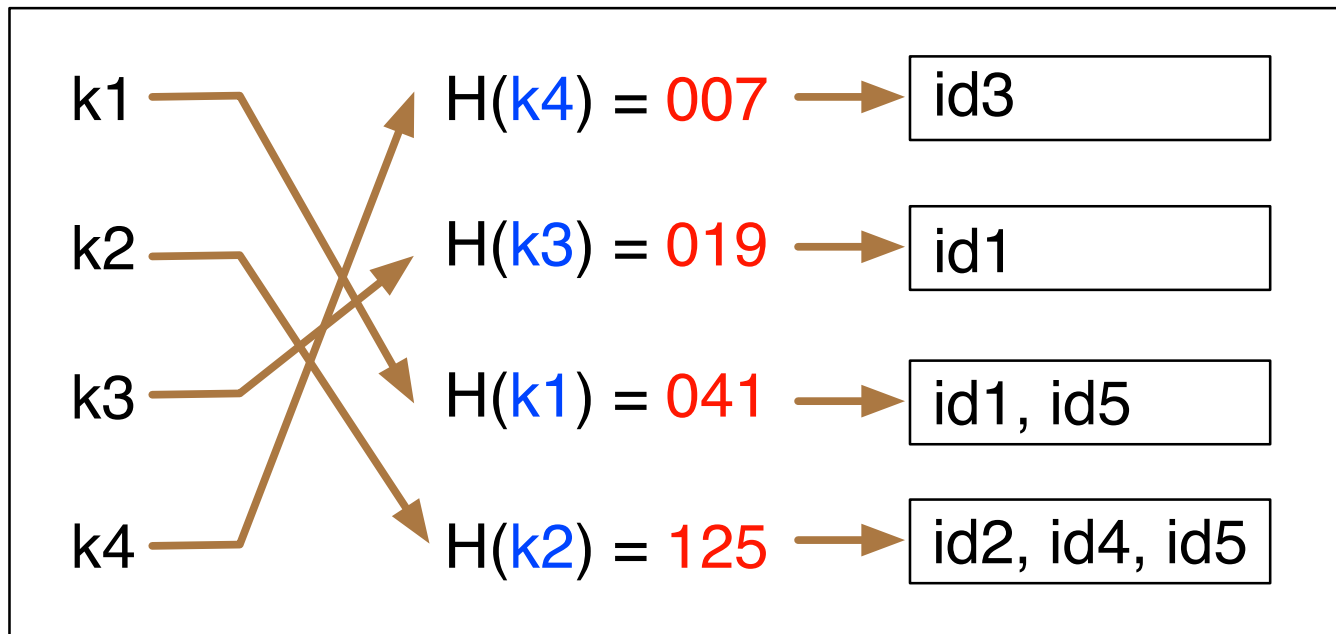 k1 H(k4) = 007 id3
k2 H(k3) = 019 id1
k3 H(k1) = 041 id1, id5
k4 H(k2) = 125 id2, id4, id5